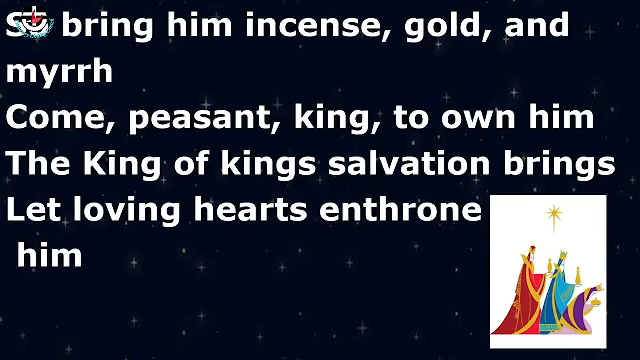 So bring him incense, gold, and
myrrh
Come, peasant, king, to own him
The King of kings salvation brings
Let loving hearts enthrone
him